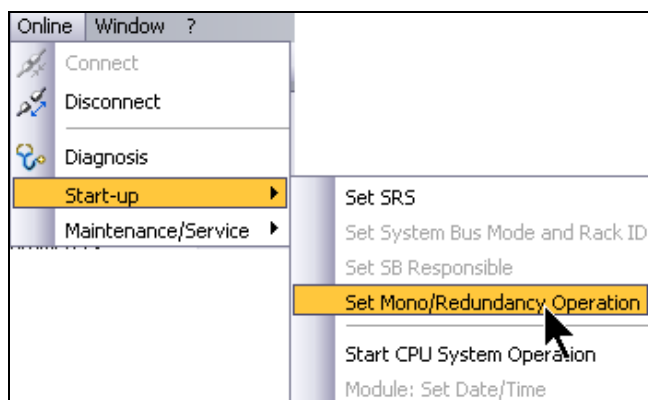 Online Window ?
Connect
Disconnect
Diagnosis
Start-up
Maintenance/Service
Set SRS
Set System Bus Mode and Rack ID
Set SB Responsible
Set Mono/Redundancy Operation
Start CPU System Operation
Module: Set Date/Time